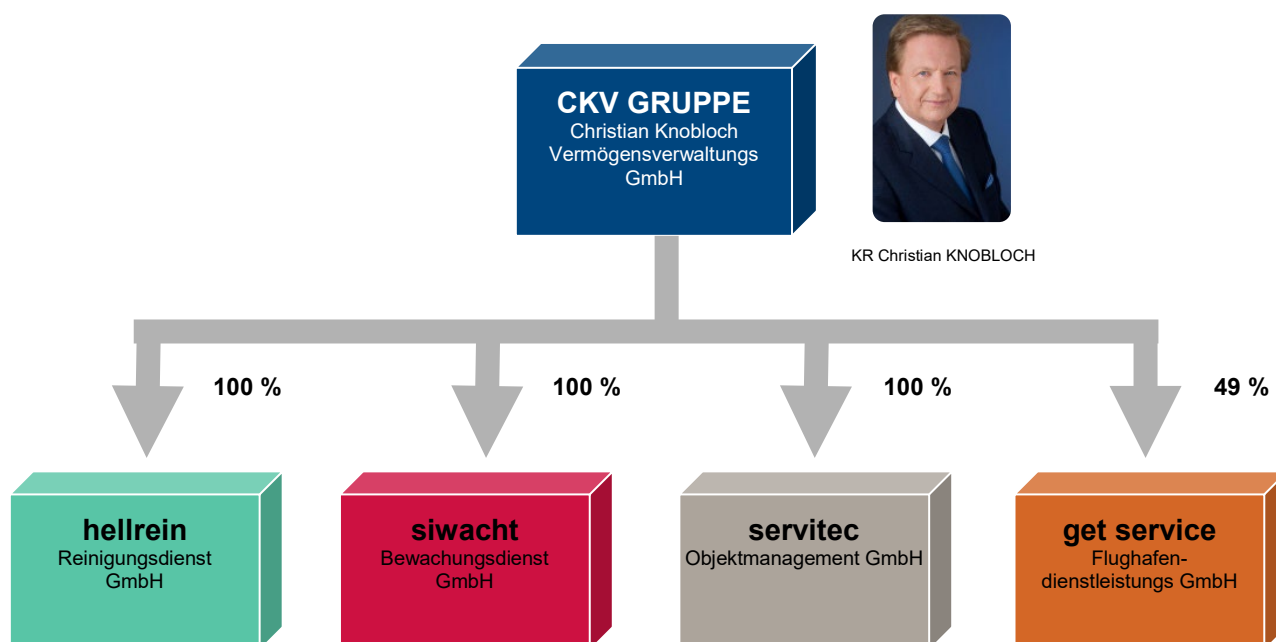 CKV GRUPPE
Christian Knobloch
Vermögensverwaltungs
GmbH
KR Christian KNOBLOCH
100 %
100 %
100 %
49 %
hellrein
Reinigungsdienst
GmbH
siwacht
Bewachungsdienst
GmbH
servitec
Objektmanagement GmbH
get service
Flughafen-
dienstleistungs GmbH